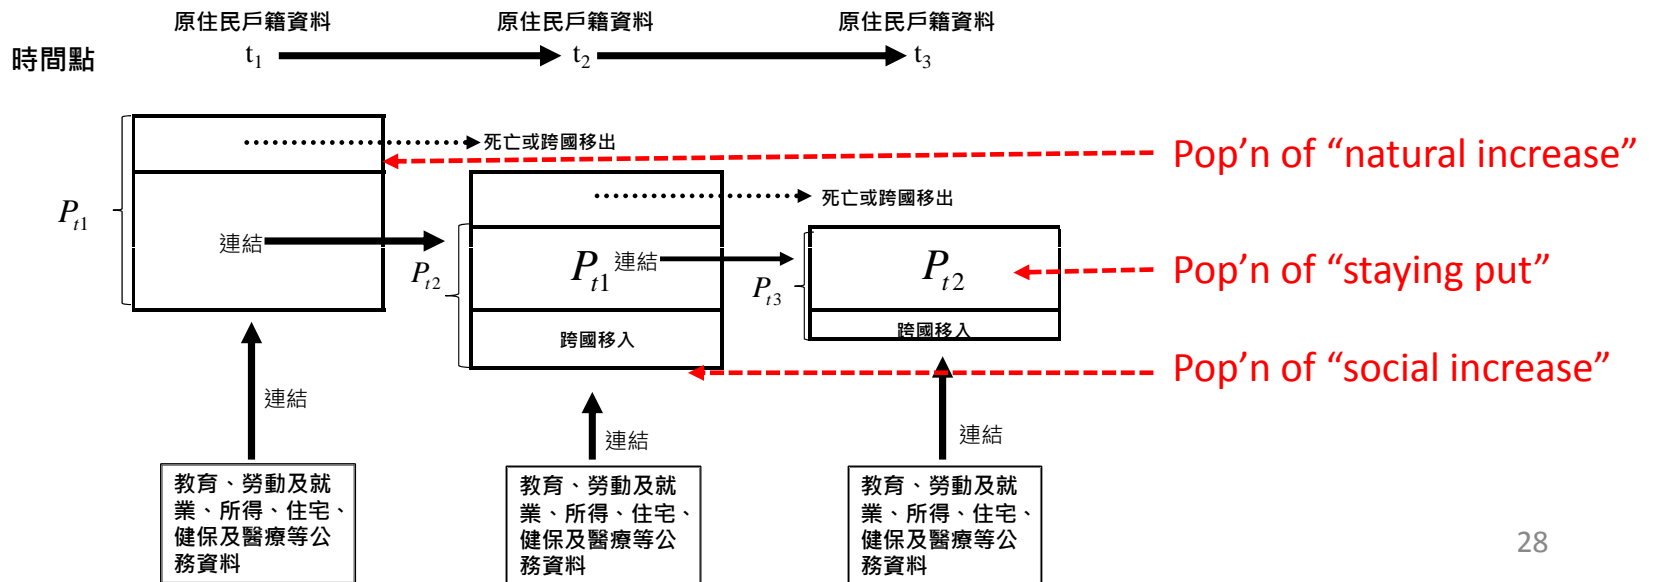 原住民戶籍資料
原住民戶籍資料
原住民戶籍資料
時間點
t1
t2
t3
死亡或跨國移出
Pop’n of “natural increase”
死亡或跨國移出
Pt1
連結
Pt2
Pt1
連結
Pt3
Pt2
Pop’n of “staying put”
跨國移入
跨國移入
Pop’n of “social increase”
連結
連結
連結
教育、勞動及就
業、所得、住宅、
健保及醫療等公
務資料
教育、勞動及就
業、所得、住宅、
健保及醫療等公
務資料
教育、勞動及就
業、所得、住宅、
健保及醫療等公
務資料
28